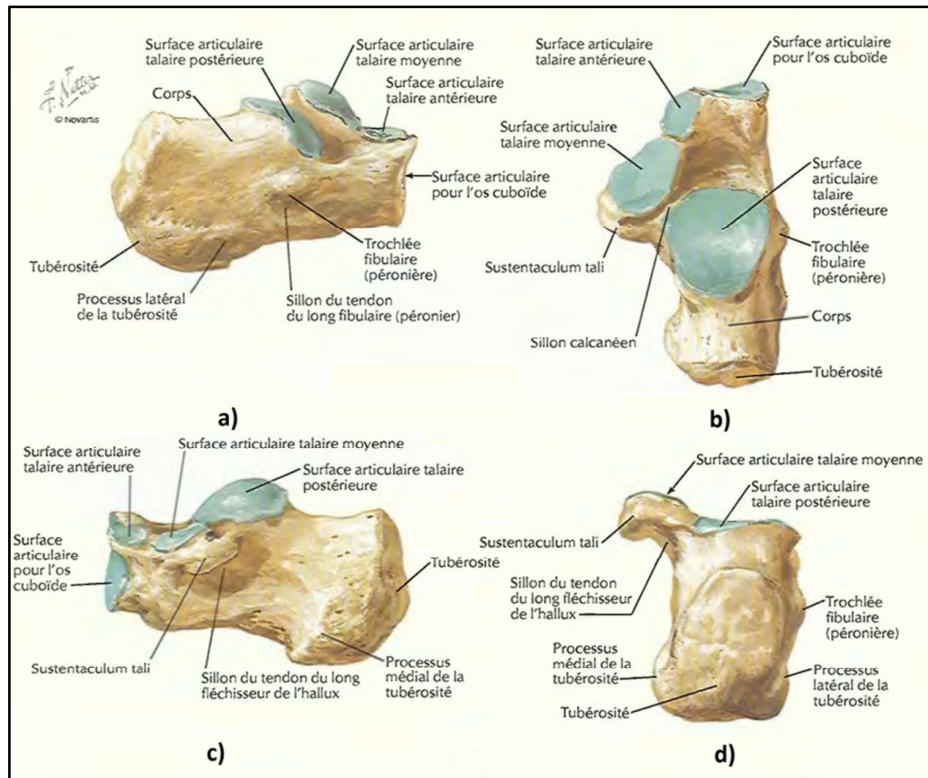 Surface articulaire
talaire postérieure
Surface articulaire
talaire moyenne
Surface articulaire
talaire antérieure
Corps
F. Netter
M.D.
© Novartis
Surface articulaire
pour l'os cuboïde
Tubérosité
Processus latéral
de la tubérosité
Trochlée
fibulaire
(péronière)
Sillon du tendon
du long fibulaire (péronier)
a)
Surface articulaire
talaire antérieure
Surface articulaire
pour l'os cuboïde
Surface articulaire
talaire moyenne
Surface
articulaire
talaire
postérieure
Sustentaculum tali
Trochlée
fibulaire
(péronière)
Corps
Sillon calcanéen
Tubérosité
b)
Surface articulaire
talaire antérieure
Surface articulaire talaire moyenne
Surface articulaire talaire
postérieure
Surface
articulaire
pour l'os
cuboïde
Tubérosité
Sustentaculum tali
Sillon du tendon du long
fléchisseur de l'hallux
Processus
médial de la
tubérosité
c)
Surface articulaire talaire moyenne
Surface articulaire
talaire postérieure
Sustentaculum tali
Sillon du tendon
du long fléchisseur
de l'hallux
Trochlée
fibulaire
(péronière)
Processus
médial de la
tubérosité
Processus
latéral de la
tubérosité
Tubérosité
d)